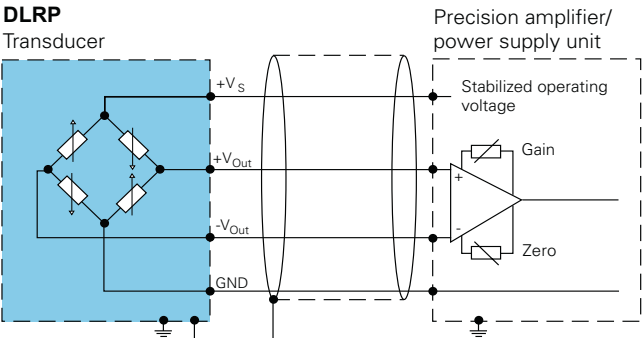 DLRP
Transducer
Precision amplifier/
power supply unit
+VS
Stabilized operating
voltage
+VOut
Gain
+
-VOut
-
Zero
GND